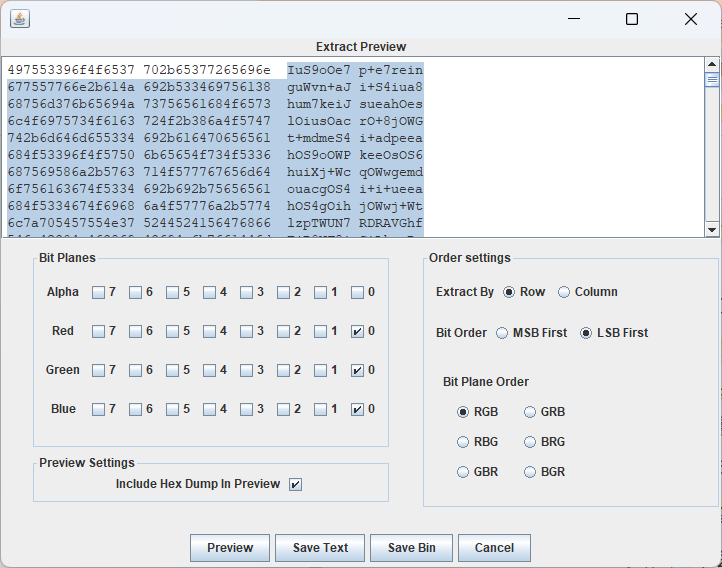 Extract Preview
497553396f4f6537 702b65377265696e IuS9oOe7 p+e7rein
677557766e2b614a 692b533469756138 guWvn+aJ i+S4iua8
68756d376b65694a 73756561684f6573 hum7keiJ sueahOes
6c4f6975734f6163 724f2b386a4f5747 lOiusOac rO+8jOWG
742b6d646d655334 692b616470656561 t+mdmeS4 i+adpeea
684f53396f4f5750 6b65654f734f5336 hOS9oOWP keeOsOS6
687569586a2b5763 714f577767656d64 huiXj+Wc qOWwgemd
6f756163674f5334 692b692b75656561 ouacgOS4 i+i+ueea
684f5334674f6968 6a4f57776a2b5774 hOS4gOih jOWwj+Wt
6c7a705457554e37 5244524156476866 lzpTWUN7 RDRAVGhf
Bit Planes
Alpha 7 6 5 4 3 2 1 0
Red 7 6 5 4 3 2 1 0
Green 7 6 5 4 3 2 1 0
Blue 7 6 5 4 3 2 1 0
Preview Settings
Include Hex Dump In Preview
Order settings
Extract By Row Column
Bit Order MSB First LSB First
Bit Plane Order
RGB GRB
RBG BRG
GBR BGR
Preview Save Text Save Bin Cancel